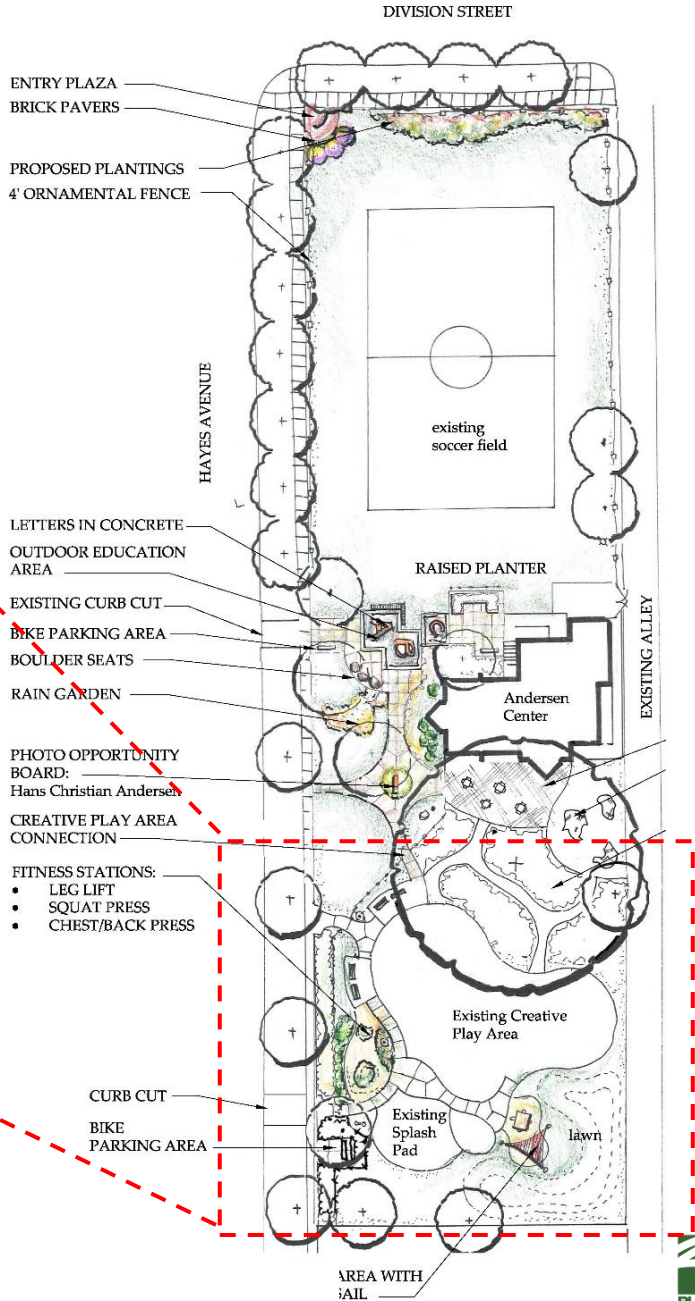 DIVISION STREET
ENTRY PLAZA
BRICK PAVERS
PROPOSED PLANTINGS
4' ORNAMENTAL FENCE
HAYES AVENUE
existing
soccer field
LETTERS IN CONCRETE
OUTDOOR EDUCATION
AREA
RAISED PLANTER
EXISTING CURB CUT
BIKE PARKING AREA
BOULDER SEATS
RAIN GARDEN
A
B
C
Andersen
Center
EXISTING ALLEY
PHOTO OPPORTUNITY
BOARD:
Hans Christian Andersen
CREATIVE PLAY AREA
CONNECTION
FITNESS STATIONS:
• LEG LIFT
• SQUAT PRESS
• CHEST/BACK PRESS
Existing Creative
Play Area
CURB CUT
BIKE
PARKING AREA
Existing
Splash
Pad
lawn
AREA WITH